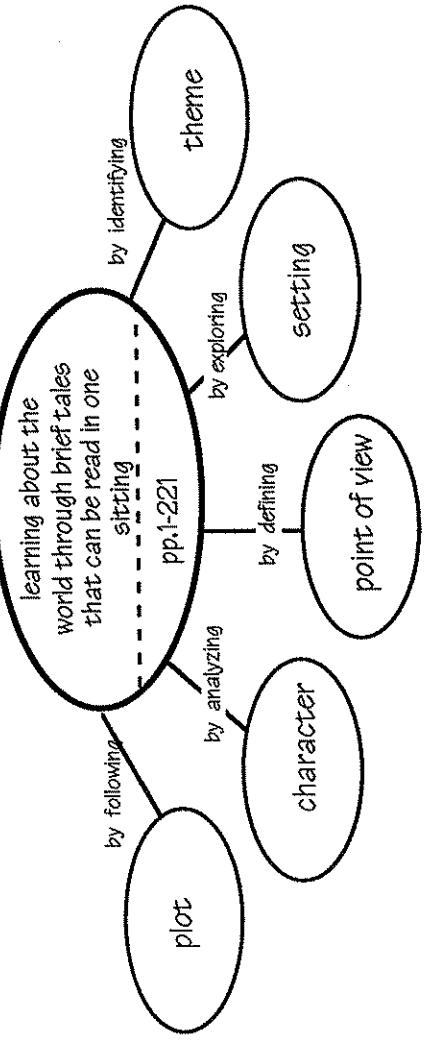 learning about the
world through brief tales
that can be read in one
sitting
pp.1-221
by following
plot
by analyzing
character
by defining
point of view
by exploring
setting
by identifying
theme